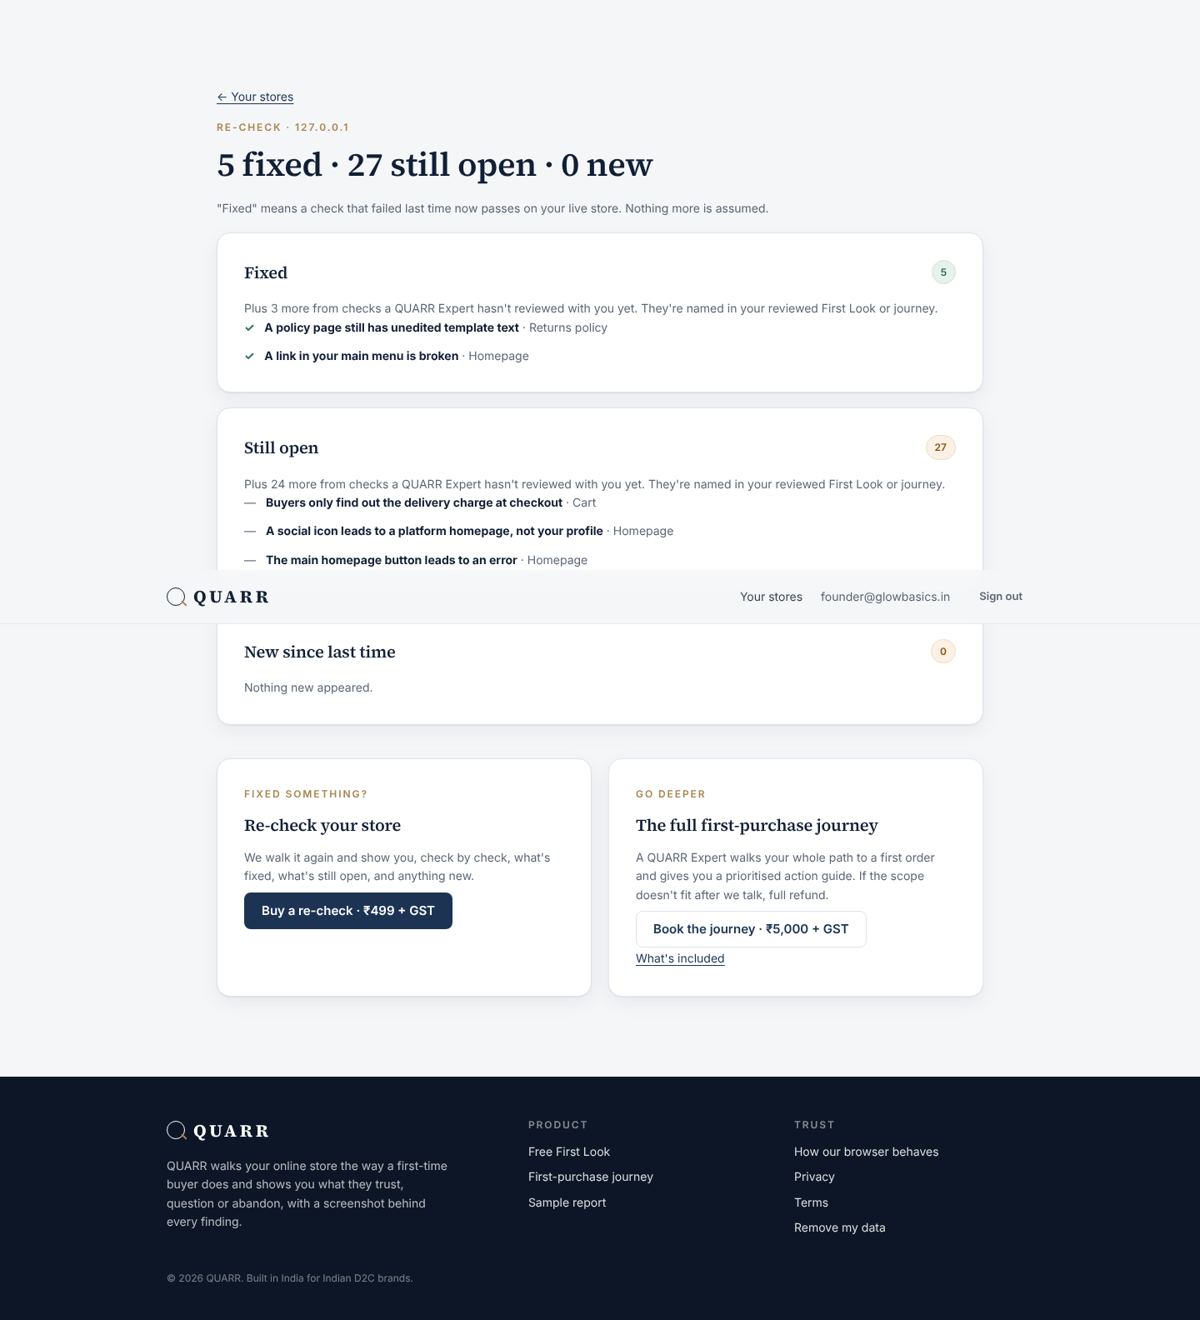 ← Your stores
RE-CHECK · 127.0.0.1
5 fixed · 27 still open · 0 new
"Fixed" means a check that failed last time now passes on your live store. Nothing more is assumed.
Fixed
5
Plus 3 more from checks a QUARR Expert hasn't reviewed with you yet. They're named in your reviewed First Look or journey.
✓ A policy page still has unedited template text · Returns policy
✓ A link in your main menu is broken · Homepage
Still open
27
Plus 24 more from checks a QUARR Expert hasn't reviewed with you yet. They're named in your reviewed First Look or journey.
— Buyers only find out the delivery charge at checkout · Cart
— A social icon leads to a platform homepage, not your profile · Homepage
— The main homepage button leads to an error · Homepage
QUARR
Your stores
founder@glowbasics.in
Sign out
New since last time
0
Nothing new appeared.
FIXED SOMETHING?
Re-check your store
We walk it again and show you, check by check, what's
fixed, what's still open, and anything new.
Buy a re-check · ₹499 + GST
GO DEEPER
The full first-purchase journey
A QUARR Expert walks your whole path to a first order
and gives you a prioritised action guide. If the scope
doesn't fit after we talk, full refund.
Book the journey · ₹5,000 + GST
What's included
QUARR
QUARR walks your online store the way a first-time
buyer does and shows you what they trust,
question or abandon, with a screenshot behind
every finding.
PRODUCT
Free First Look
First-purchase journey
Sample report
TRUST
How our browser behaves
Privacy
Terms
Remove my data
© 2026 QUARR. Built in India for Indian D2C brands.